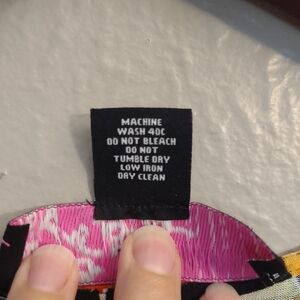 MACHINE
WASH 40C
DO NOT BLEACH
DO NOT
TUMBLE DRY
LOW IRON
DRY CLEAN